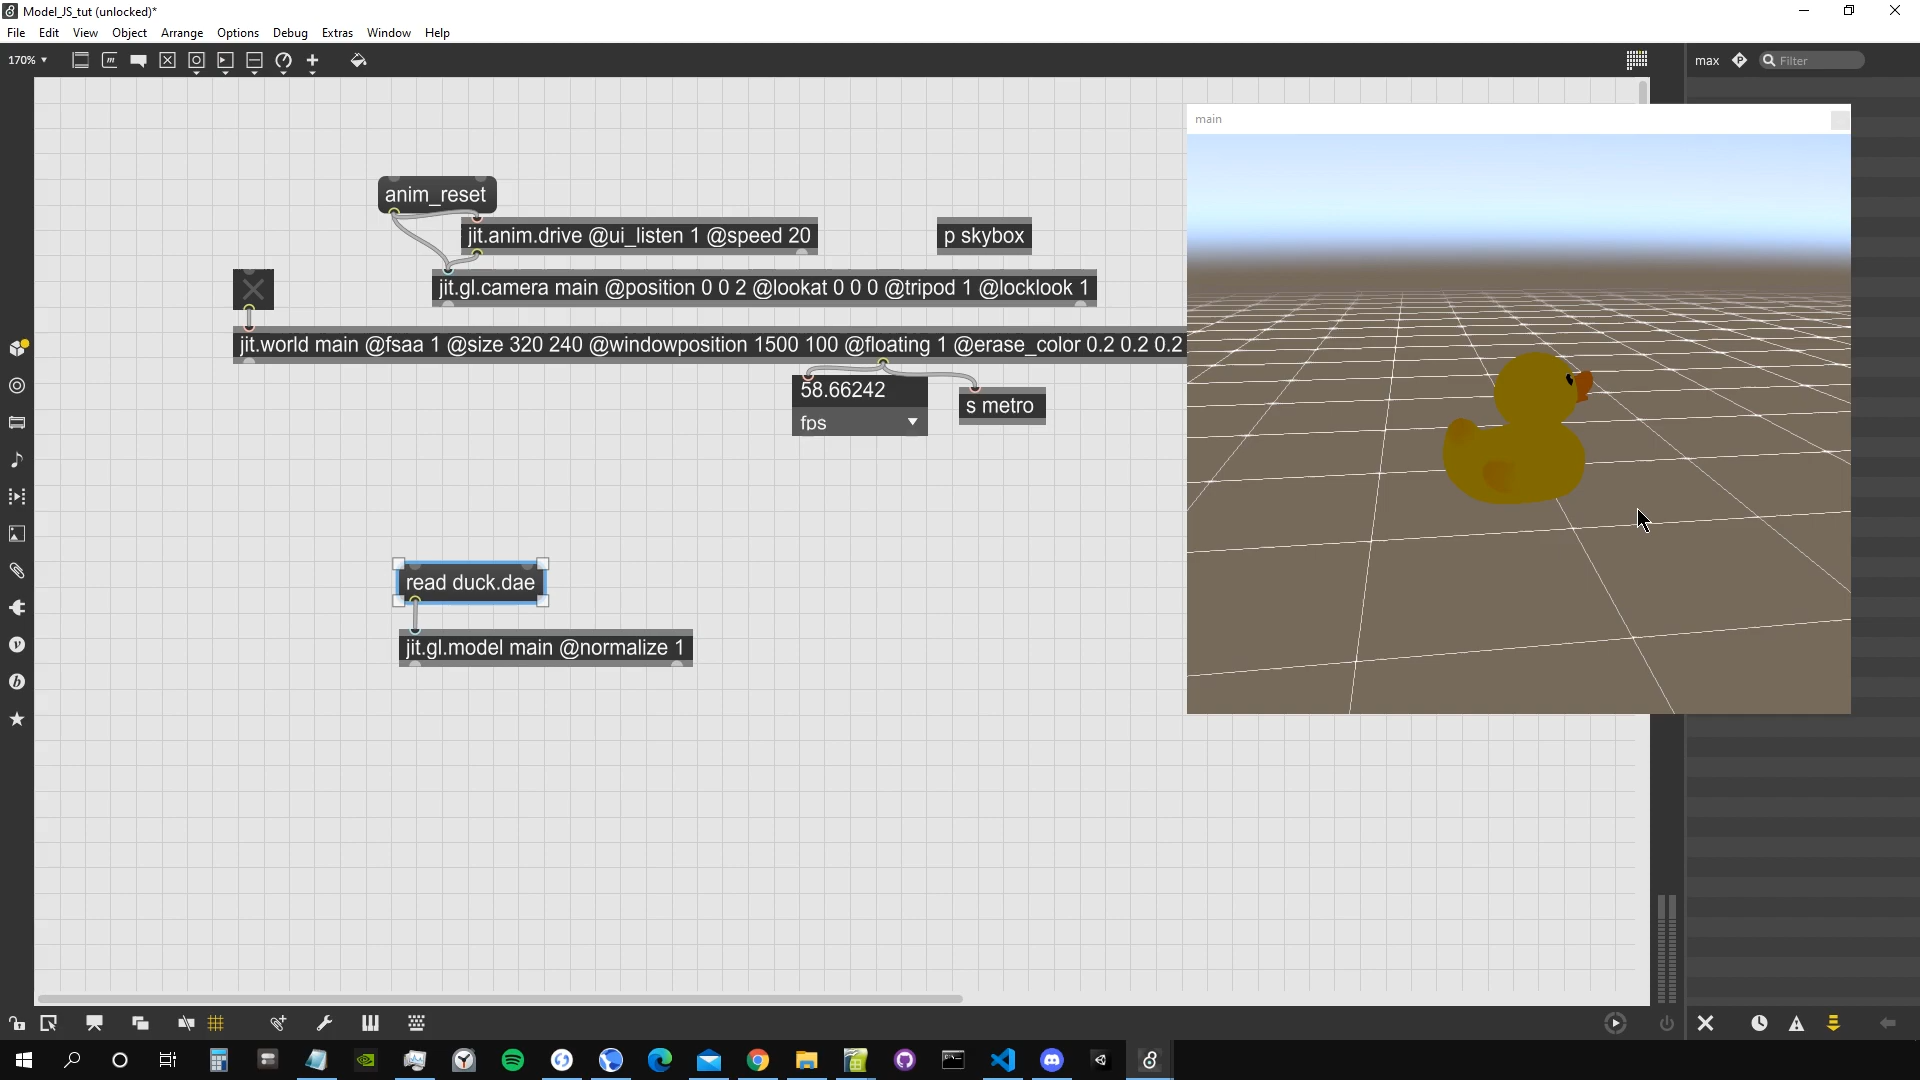 Model_JS_tut (unlocked)*
File Edit View Object Arrange Options Debug Extras Window Help
170% max Filter
main
anim_reset
jit.anim.drive @ui_listen 1 @speed 20
p skybox
jit.gl.camera main @position 0 0 2 @lookat 0 0 0 @tripod 1 @locklook 1
jit.world main @fsaa 1 @size 320 240 @windowposition 1500 100 @floating 1 @erase_color 0.2 0.2 0.2
58.66242
s metro
fps
read duck.dae
jit.gl.model main @normalize 1